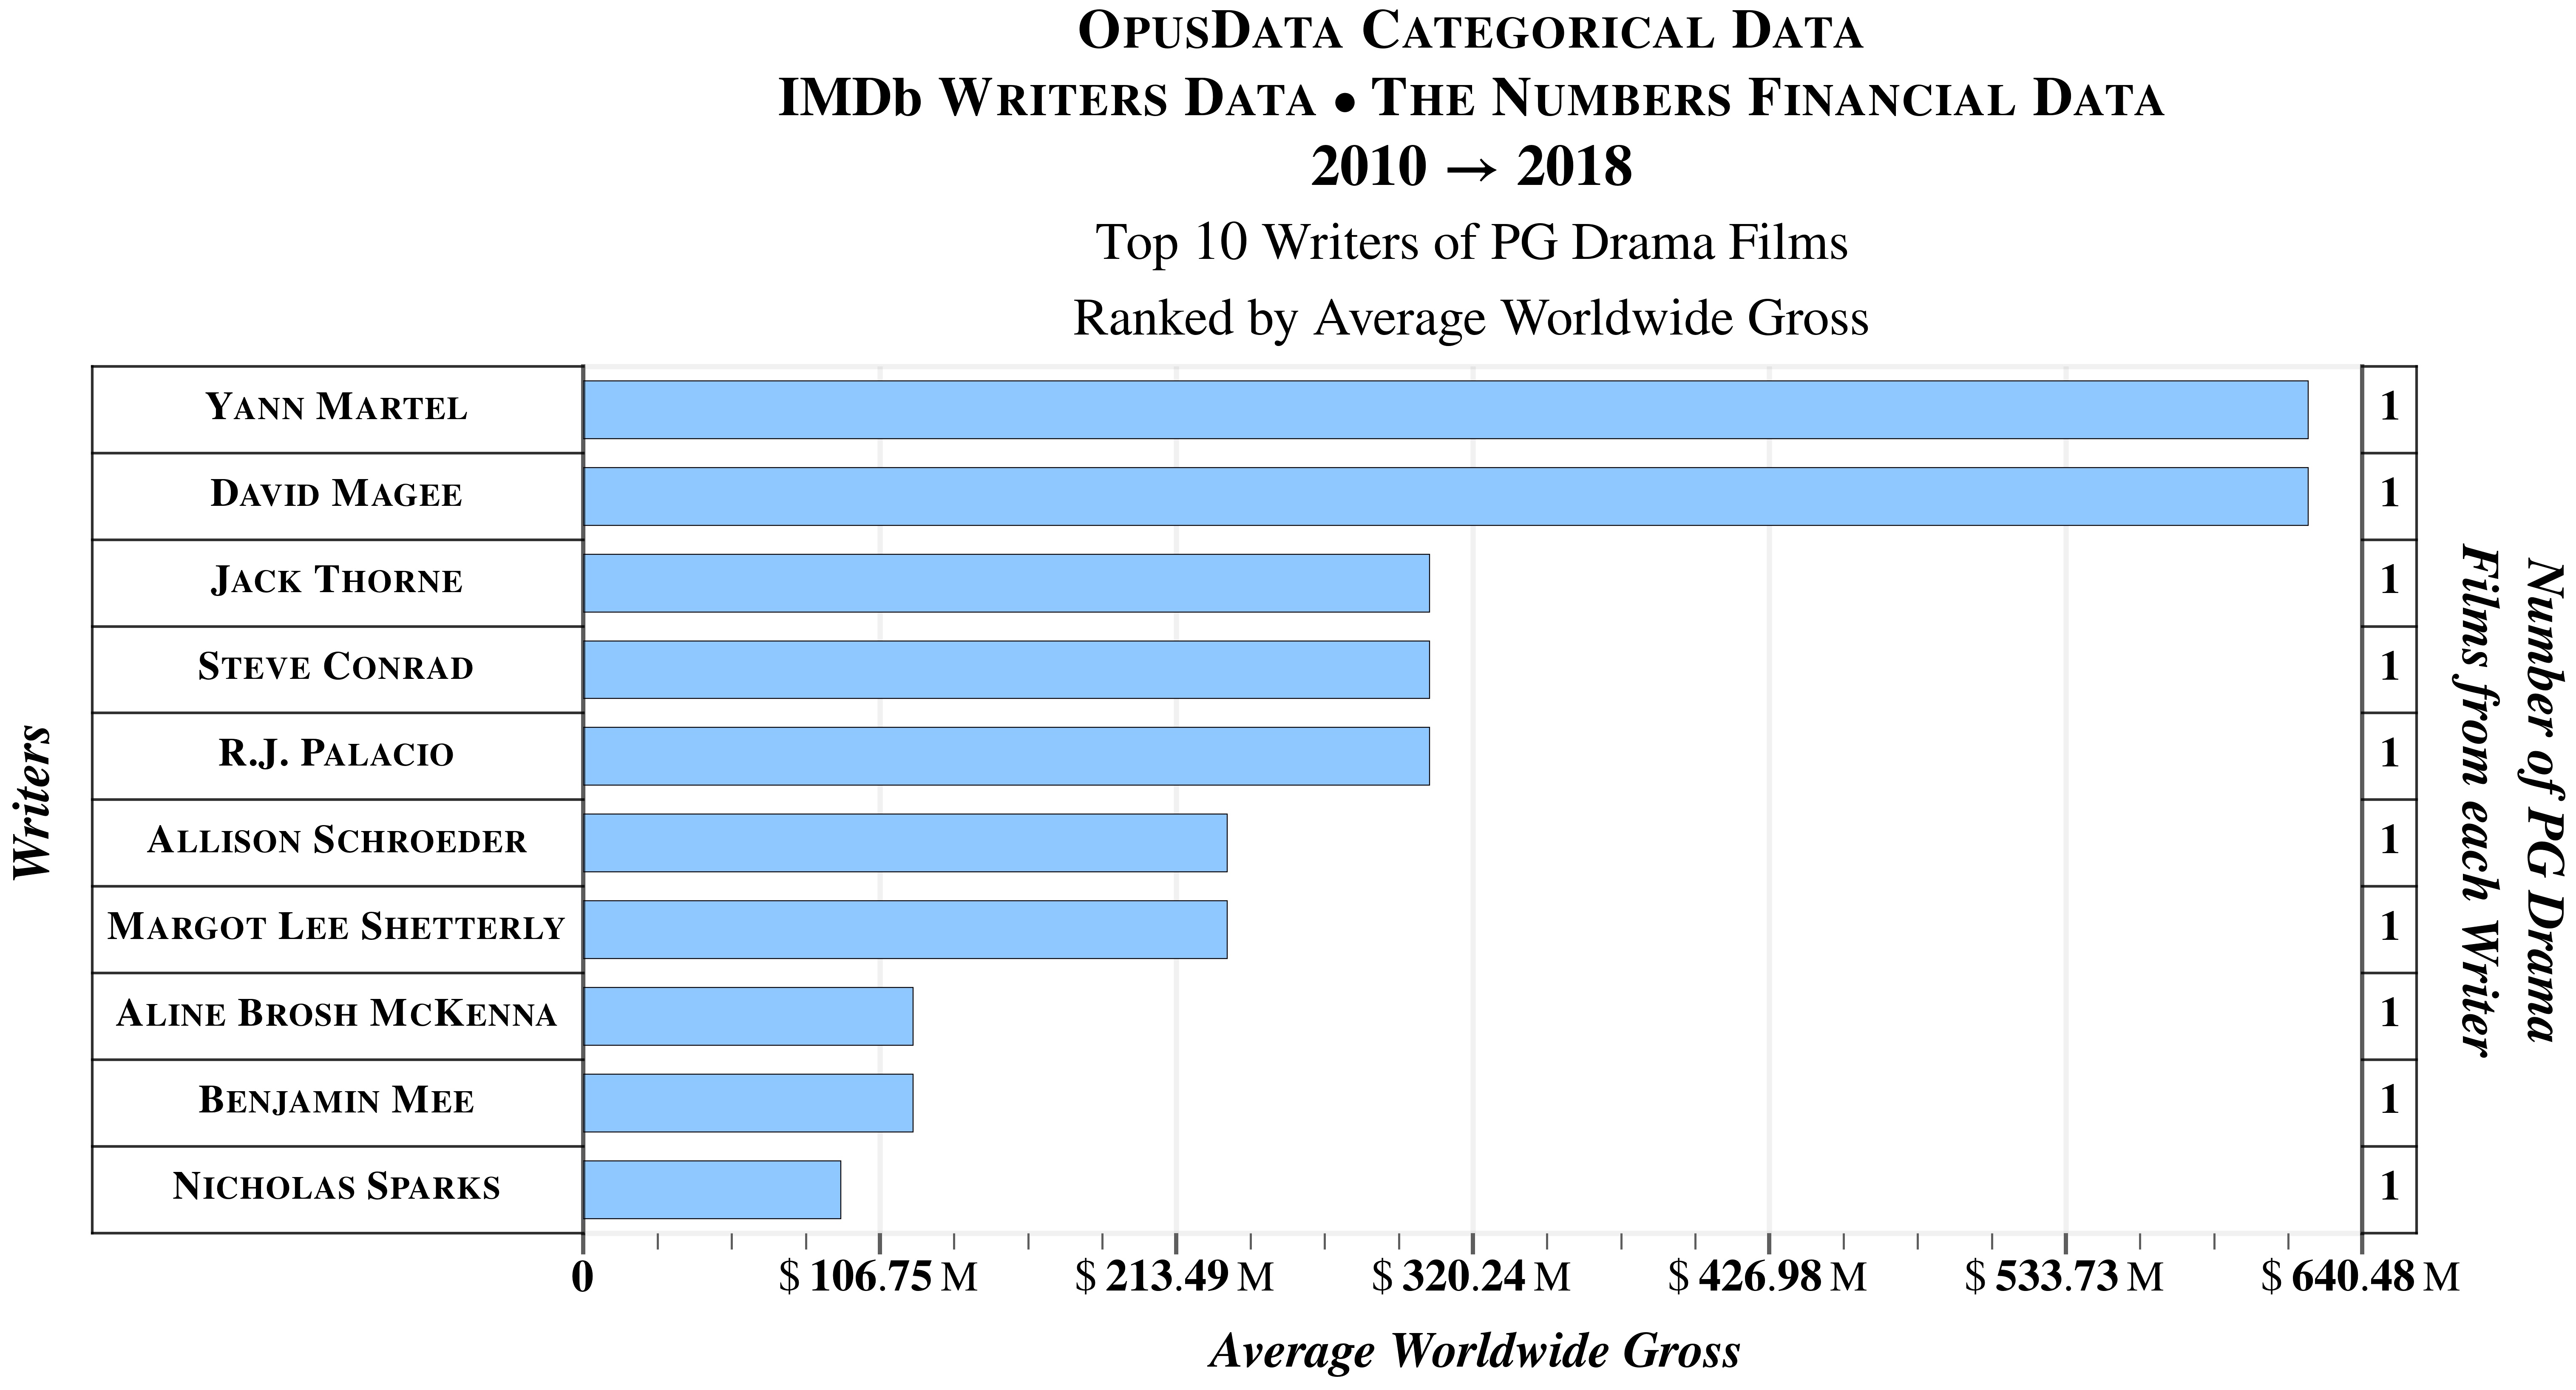 OpusData Categorical Data
IMDb Writers Data • The Numbers Financial Data
2010 → 2018
Top 10 Writers of PG Drama Films
Ranked by Average Worldwide Gross
Writers
Yann Martel 1
David Magee 1
Jack Thorne 1
Steve Conrad 1
R.J. Palacio 1
Allison Schroeder 1
Margot Lee Shetterly 1
Aline Brosh McKenna 1
Benjamin Mee 1
Nicholas Sparks 1
Number of PG Drama
Films from each Writer
0 $ 106.75 M $ 213.49 M $ 320.24 M $ 426.98 M $ 533.73 M $ 640.48 M
Average Worldwide Gross